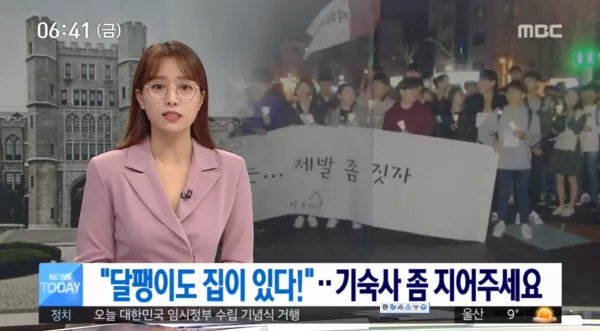 06:41 (금)
MBC
는... 제발 좀 짓자
NEWS TODAY
"달팽이도 집이 있다!"··기숙사 좀 지어주세요
정치
오늘 대한민국 임시정부 수립 기념식 거행
울산
9°